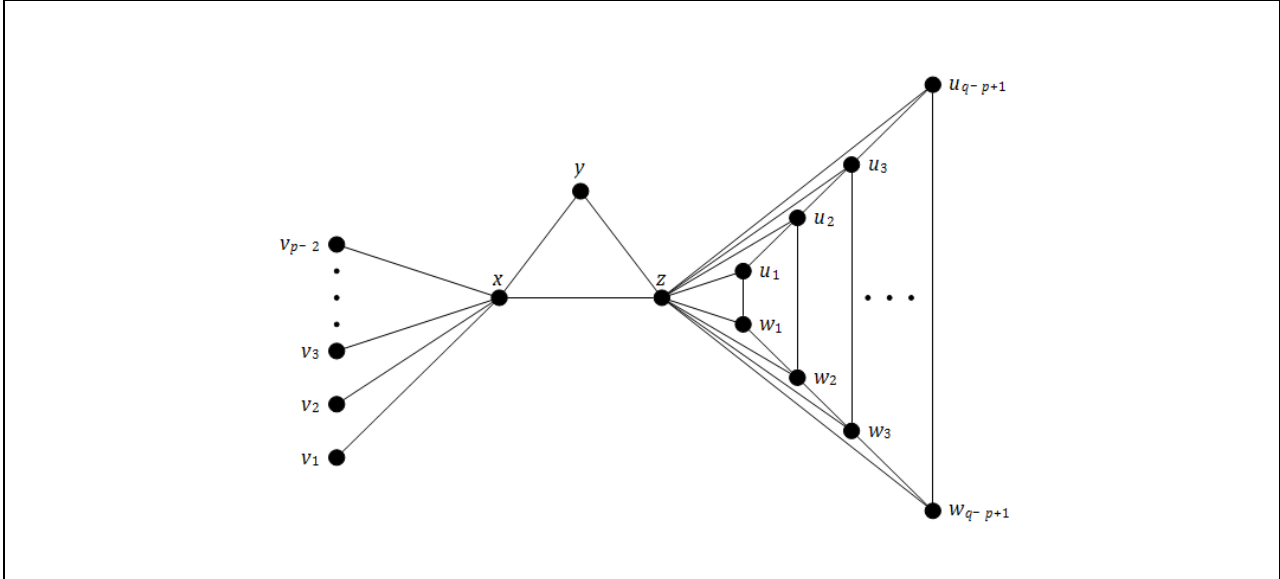 u_{q-p+1}
y
u_3
u_2
v_{p-2}
x
z
u_1
w_1
v_3
w_2
v_2
w_3
v_1
w_{q-p+1}